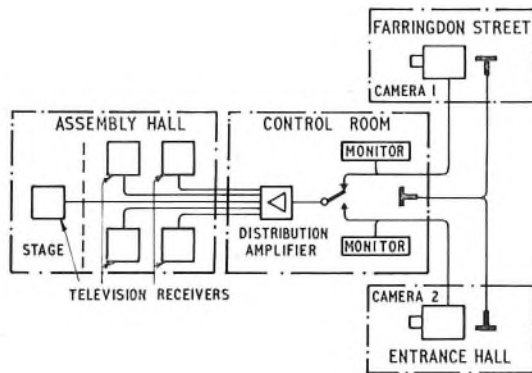 FARRINGDON STREET
CAMERA 1
ASSEMBLY HALL
CONTROL ROOM
MONITOR
STAGE
DISTRIBUTION
AMPLIFIER
MONITOR
TELEVISION RECEIVERS
CAMERA 2
ENTRANCE HALL